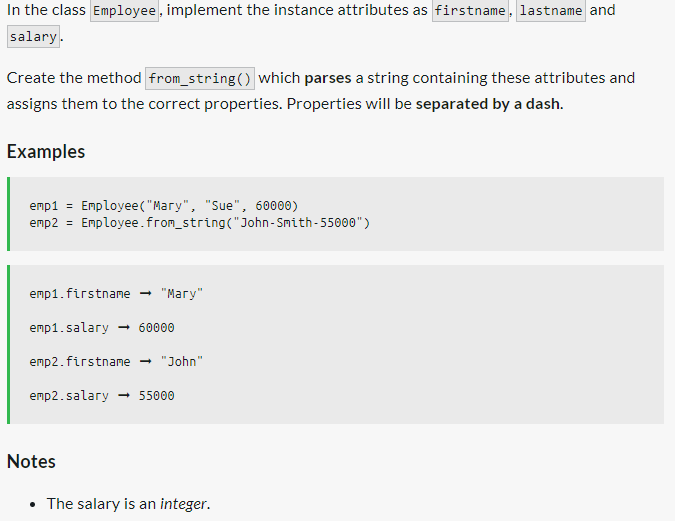 In the class Employee, implement the instance attributes as firstname, lastname and
salary.
Create the method from_string() which parses a string containing these attributes and
assigns them to the correct properties. Properties will be separated by a dash.
Examples
emp1 = Employee("Mary", "Sue", 60000)
emp2 = Employee.from_string("John-Smith-55000")
emp1.firstname ➞ "Mary"
emp1.salary ➞ 60000
emp2.firstname ➞ "John"
emp2.salary ➞ 55000
Notes
• The salary is an integer.